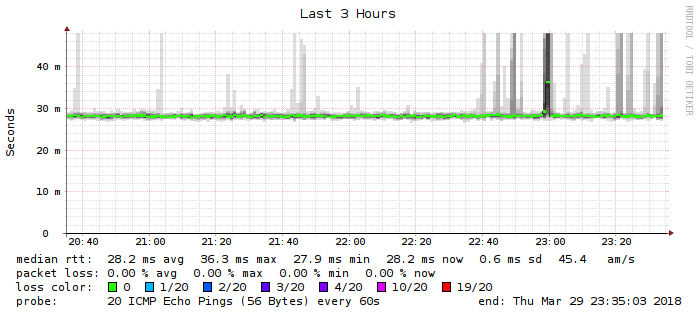 Last 3 Hours
RRDTOOL / TOBI OETIKER
Seconds
40 m
30 m
20 m
10 m
0
20:40 21:00 21:20 21:40 22:00 22:20 22:40 23:00 23:20
median rtt: 28.2 ms avg 36.3 ms max 27.9 ms min 28.2 ms now 0.6 ms sd 45.4 am/s
packet loss: 0.00 % avg 0.00 % max 0.00 % min 0.00 % now
loss color: 0 1/20 2/20 3/20 4/20 10/20 19/20
probe: 20 ICMP Echo Pings (56 Bytes) every 60s end: Thu Mar 29 23:35:03 2018